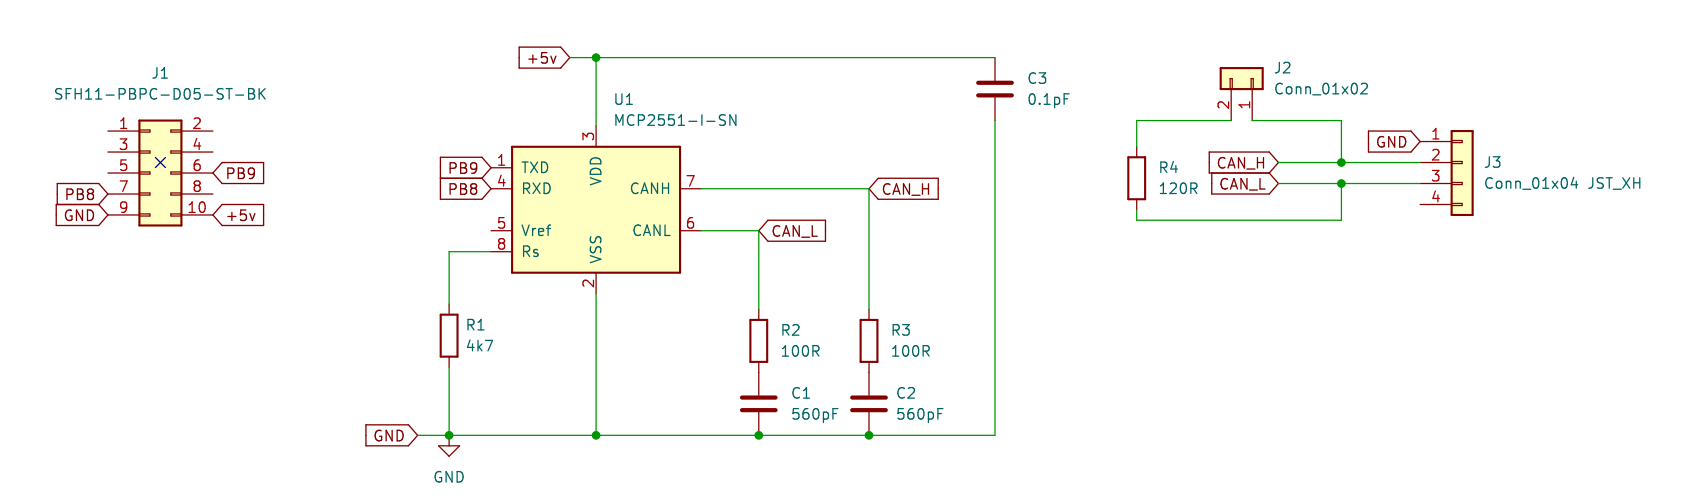 J1
SFH11-PBPC-D05-ST-BK
1 2
3 4
5 6 PB9
PB8 7 8
GND 9 10 +5v
+5v
U1
MCP2551-I-SN
3
VDD
PB9 1 TXD
PB8 4 RXD
CANH 7 CAN_H
5 Vref
CANL 6 CAN_L
8 Rs
VSS
2
R1
4k7
R2
100R
R3
100R
C1
560pF
C2
560pF
GND
GND
C3
0.1pF
J2
Conn_01x02
2 1
R4
120R
GND 1
CAN_H 2
CAN_L 3
4
J3
Conn_01x04 JST_XH